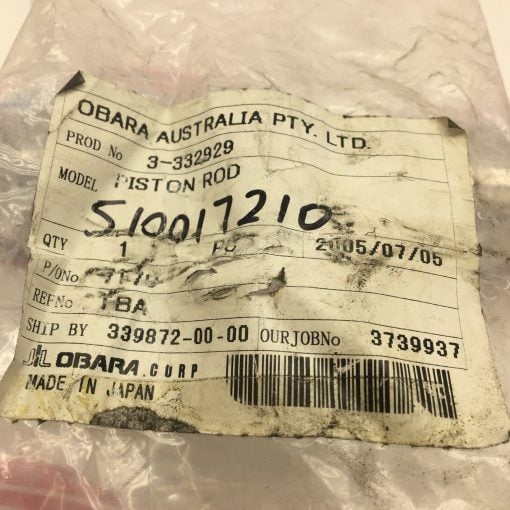 OBARA AUSTRALIA PTY. LTD.
PROD No 3-332929
MODEL PISTON ROD
S10017210
QTY 1 2005/07/05
P/ONo
REFNo TBA
SHIP BY 339872-00-00 OURJOBNo 3739937
OBARA.CORP
MADE IN JAPAN